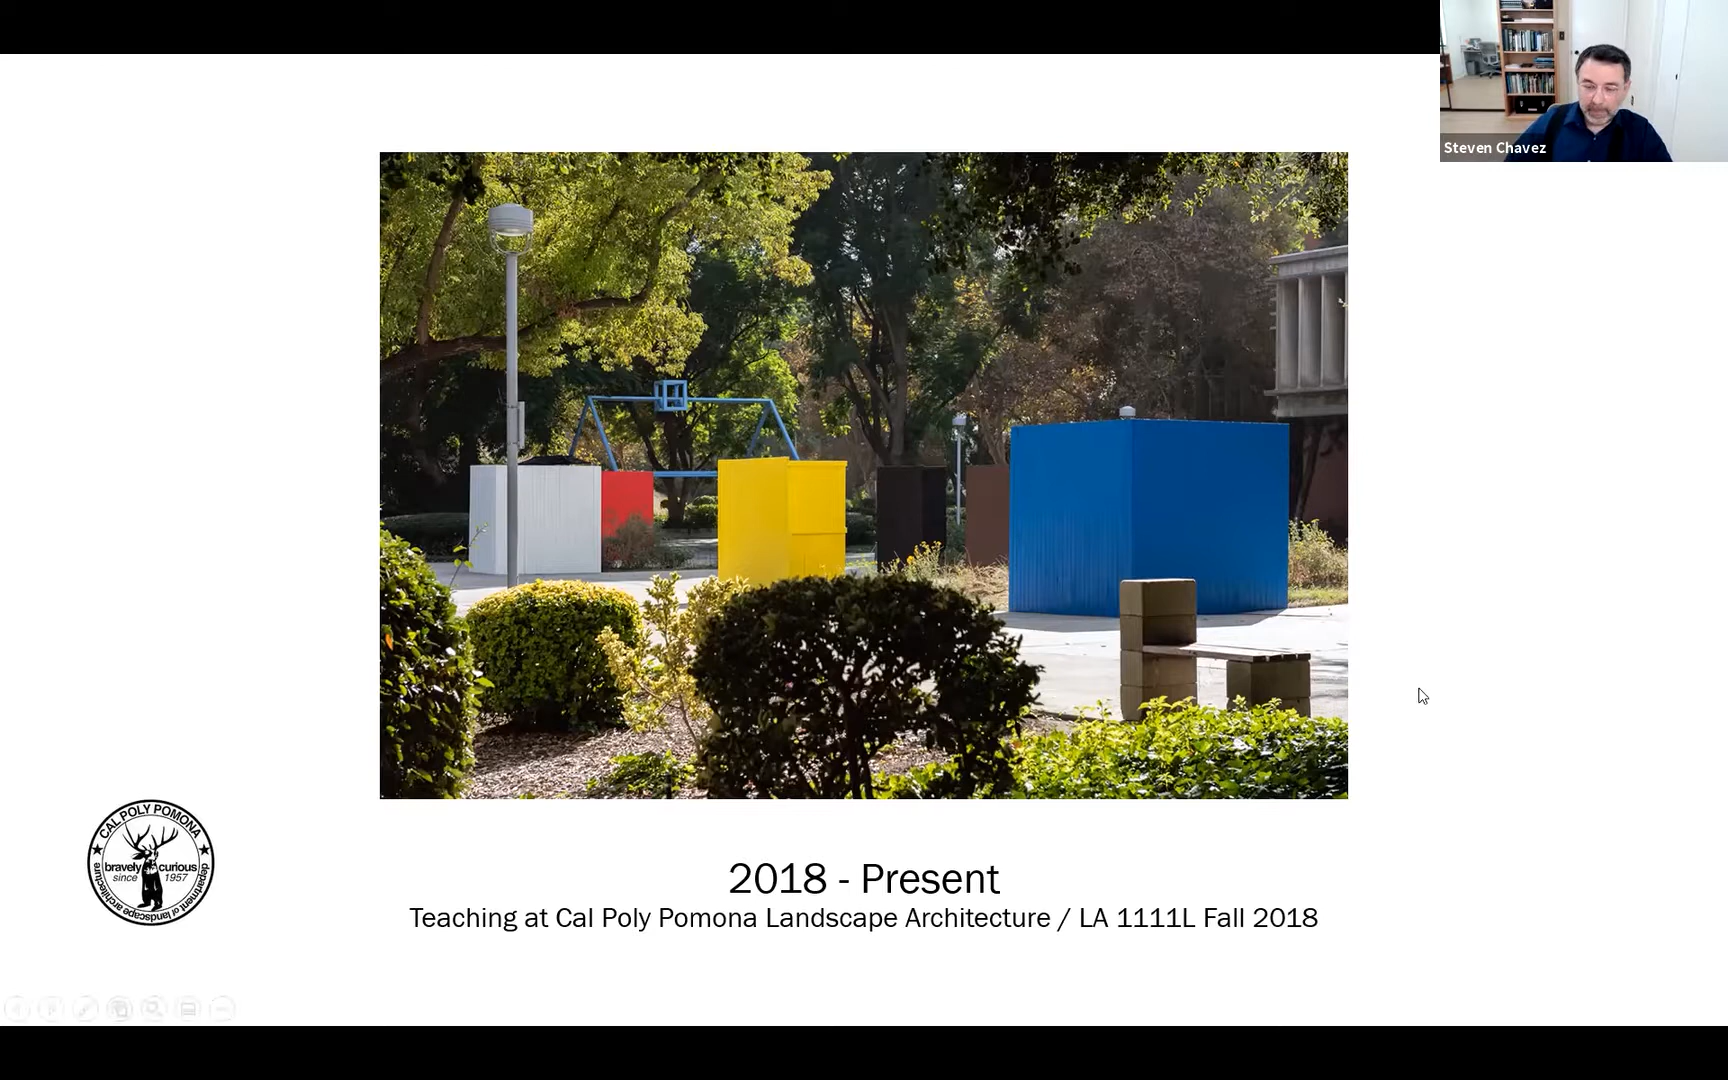 Steven Chavez
CAL POLY POMONA
bravely curious
since 1957
department of landscape architecture
2018 - Present
Teaching at Cal Poly Pomona Landscape Architecture / LA 1111L Fall 2018